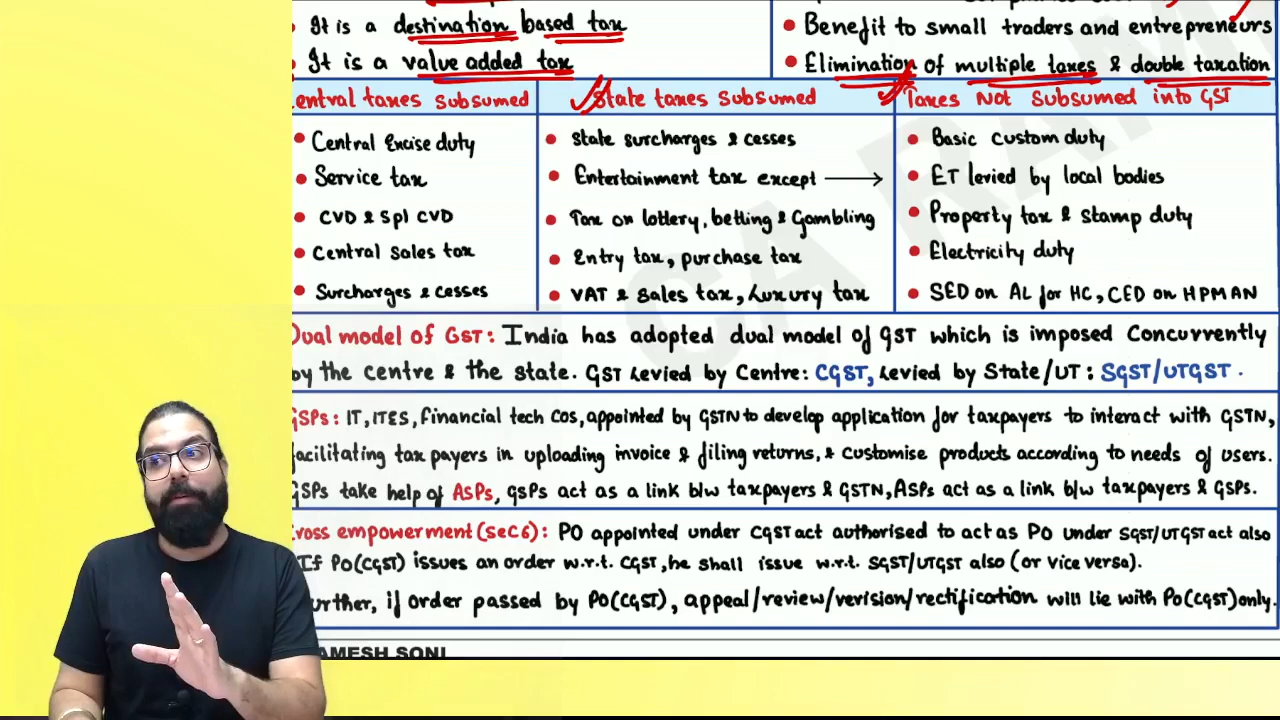 It is a destination based tax
It is a value added tax
Benefit to small traders and entrepreneurs
Elimination of multiple taxes & double taxation
entral taxes subsumed
Central Excise duty
Service tax
CVD & Spl CVD
Central Sales tax
Surcharges & cesses
State taxes subsumed
State surcharges & cesses
Entertainment tax except →
Tax on lottery, betting & Gambling
Entry tax, purchase tax
VAT & Sales tax, Luxury tax
Taxes Not Subsumed into GST
Basic custom duty
ET levied by local bodies
Property tax & stamp duty
Electricity duty
SED on AL for HC, CED on HPMAN
Dual model of GST: India has adopted dual model of GST which is imposed Concurrently
by the centre & the state. GST Levied by Centre: CGST, Levied by State/UT: SGST/UTGST.
GSPs: IT, ITES, financial tech COS, appointed by GSTN to develop application for taxpayers to interact with GSTN,
facilitating tax payers in uploading invoice & filing returns, & customise products according to needs of users.
GSPs take help of ASPs, GSPs act as a link b/w taxpayers & GSTN, ASPs act as a link b/w taxpayers & GSPs.
ross empowerment (Sec 6): PO appointed under CGST act authorised to act as PO under SGST/UTGST act also
If PO(CGST) issues an order w.r.t. CGST, he shall issue w.r.t. SGST/UTGST also (or vice versa).
urther, if order passed by PO(CGST), appeal/review/verision/rectification will lie with PO(CGST) only.
AMESH SONI
CA RAM